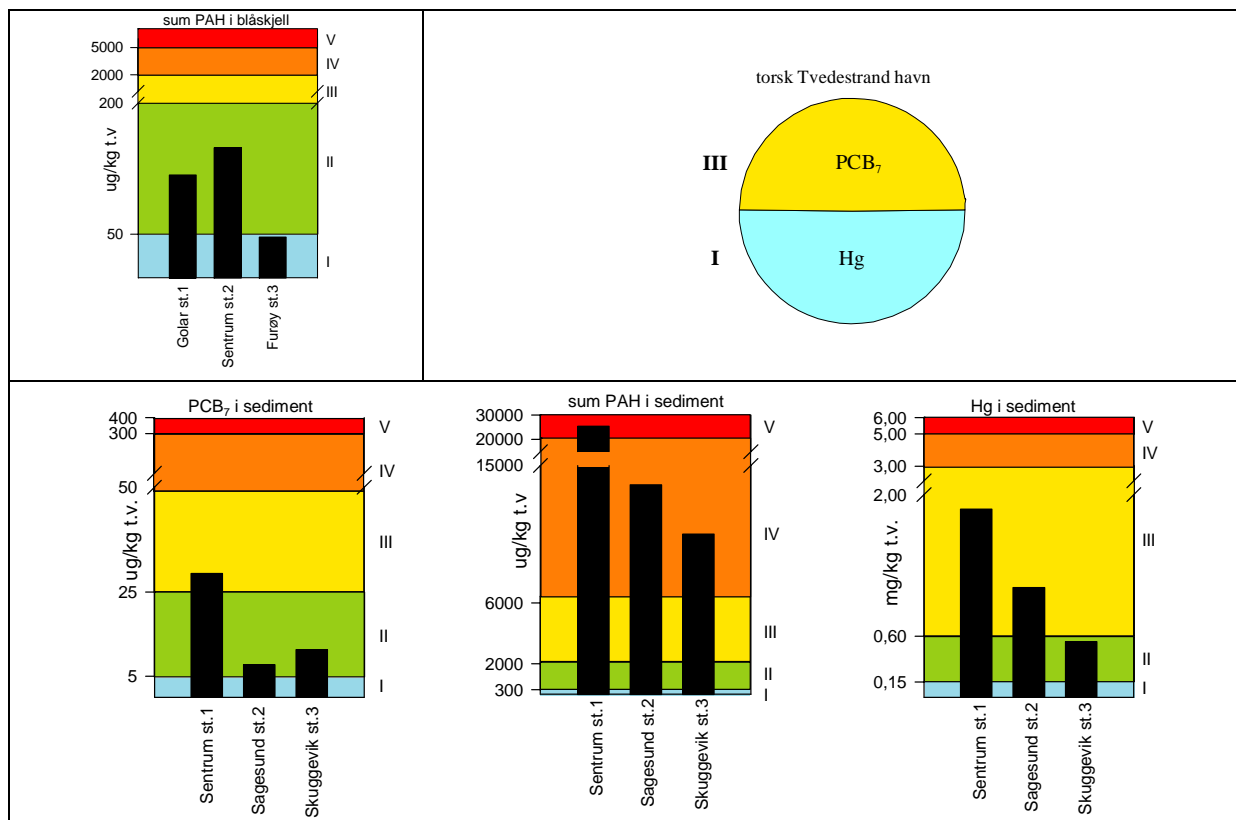 sum PAH i blåskjell
5000
2000
200
50
ug/kg t.v
V
IV
III
II
I
Golar st.1
Sentrum st.2
Furøy st.3
torsk Tvedestrand havn
III
PCB₇
I
Hg
PCB₇ i sediment
400
300
50
25
5
ug/kg t.v.
V
IV
III
II
I
Sentrum st.1
Sagesund st.2
Skuggevik st.3
sum PAH i sediment
30000
20000
15000
6000
2000
300
ug/kg t.v
V
IV
III
II
I
Sentrum st.1
Sagesund st.2
Skuggevik st.3
Hg i sediment
6,00
5,00
3,00
2,00
0,60
0,15
mg/kg t.v.
V
IV
III
II
I
Sentrum st.1
Sagesund st.2
Skuggevik st.3